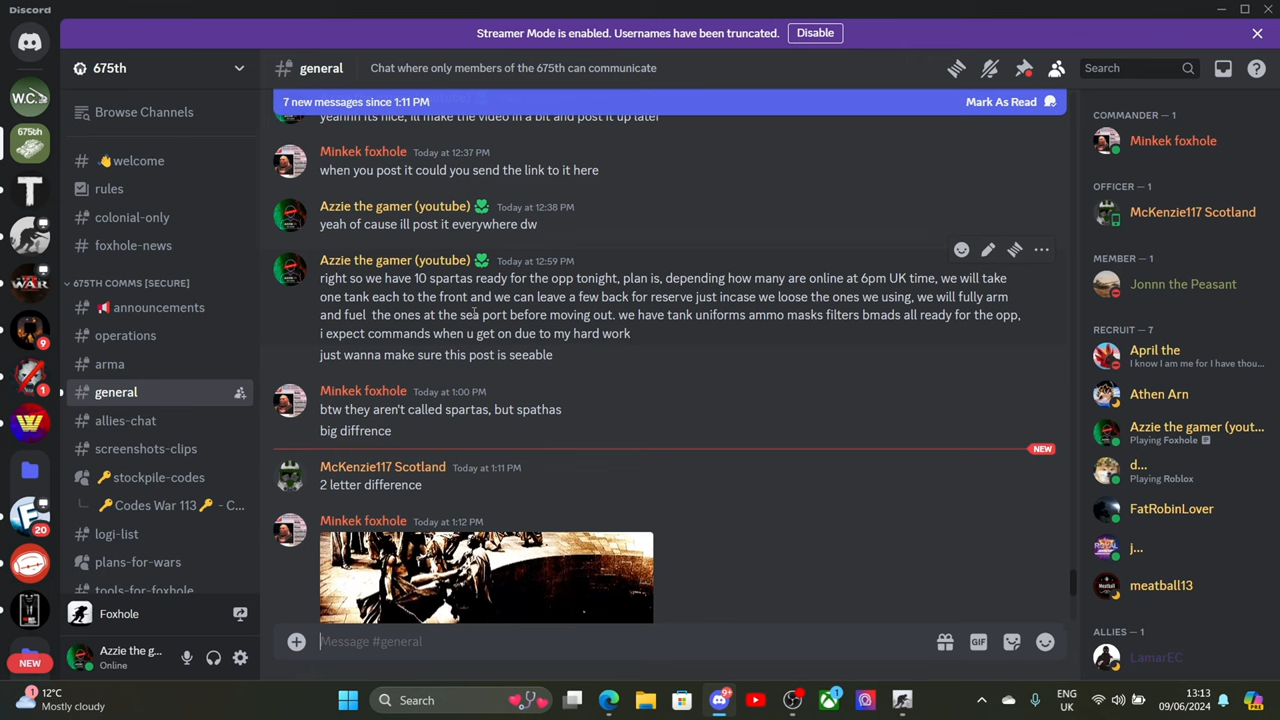 Discord
Streamer Mode is enabled. Usernames have been truncated.
Disable
675th
general
Chat where only members of the 675th can communicate
Search
W.C.
675th
Browse Channels
welcome
rules
colonial-only
foxhole-news
675TH COMMS [SECURE]
announcements
operations
arma
general
allies-chat
screenshots-clips
stockpile-codes
Codes War 113 - C...
logi-list
plans-for-wars
tools-for-foxhole
Foxhole
Azzie the g...
Online
WAR
9
1
20
NEW
7 new messages since 1:11 PM
Mark As Read
yeahhh its nice, ill make the video in a bit and post it up later
Minkek foxhole Today at 12:37 PM
when you post it could you send the link to it here
Azzie the gamer (youtube) Today at 12:38 PM
yeah of cause ill post it everywhere dw
Azzie the gamer (youtube) Today at 12:59 PM
right so we have 10 spartas ready for the opp tonight, plan is, depending how many are online at 6pm UK time, we will take
one tank each to the front and we can leave a few back for reserve just incase we loose the ones we using, we will fully arm
and fuel the ones at the sea port before moving out. we have tank uniforms ammo masks filters bmads all ready for the opp,
i expect commands when u get on due to my hard work
just wanna make sure this post is seeable
Minkek foxhole Today at 1:00 PM
btw they aren't called spartas, but spathas
big diffrence
NEW
McKenzie117 Scotland Today at 1:11 PM
2 letter difference
Minkek foxhole Today at 1:12 PM
Message #general
GIF
COMMANDER — 1
Minkek foxhole
OFFICER — 1
McKenzie117 Scotland
MEMBER — 1
Jonnn the Peasant
RECRUIT — 7
April the
I know I am me for I have thou...
Athen Arn
Azzie the gamer (yout...
Playing Foxhole
d...
Playing Roblox
FatRobinLover
j...
meatball13
ALLIES — 1
LamarEC
1
12°C
Mostly cloudy
Search
9+
1
ENG
UK
13:13
09/06/2024